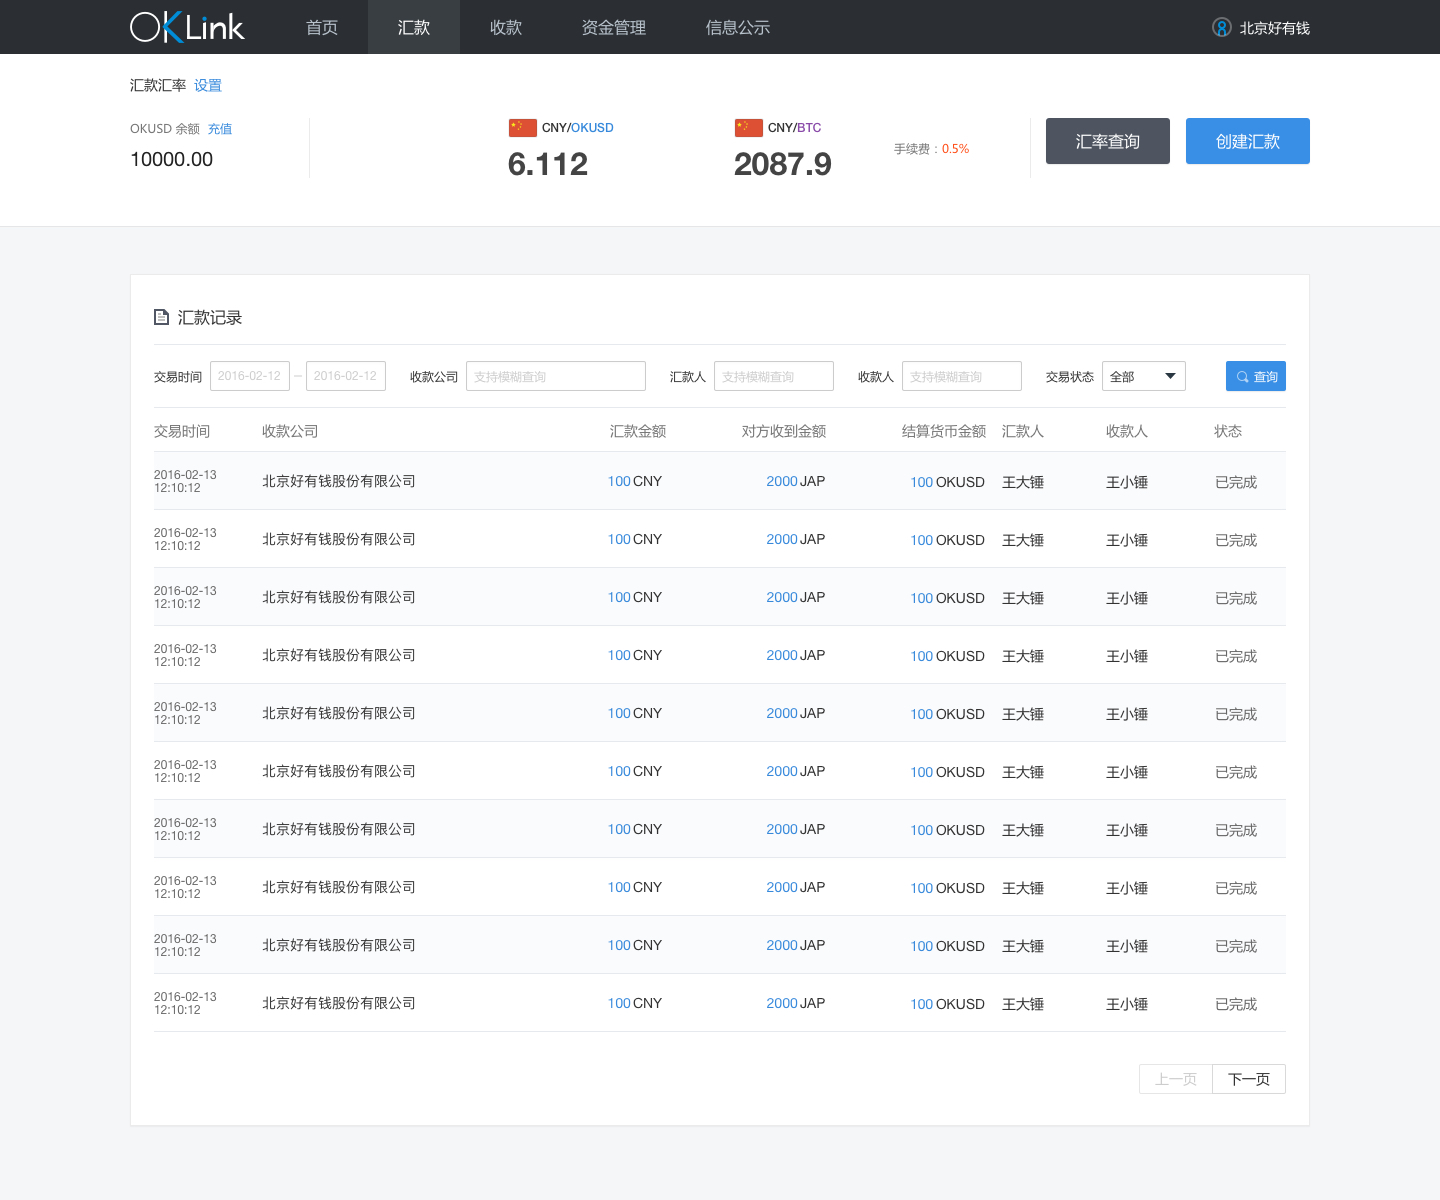 OKLink 首页 汇款 收款 资金管理 信息公示 北京好有钱
汇款汇率 设置
OKUSD 余额 充值 CNY/OKUSD CNY/BTC 汇率查询 创建汇款
10000.00 6.112 2087.9 手续费：0.5%
汇款记录
交易时间 2016-02-12 – 2016-02-12 收款公司 支持模糊查询 汇款人 支持模糊查询 收款人 支持模糊查询 交易状态 全部 查询
交易时间 收款公司 汇款金额 对方收到金额 结算货币金额 汇款人 收款人 状态
2016-02-13
12:10:12 北京好有钱股份有限公司 100 CNY 2000 JAP 100 OKUSD 王大锤 王小锤 已完成
2016-02-13
12:10:12 北京好有钱股份有限公司 100 CNY 2000 JAP 100 OKUSD 王大锤 王小锤 已完成
2016-02-13
12:10:12 北京好有钱股份有限公司 100 CNY 2000 JAP 100 OKUSD 王大锤 王小锤 已完成
2016-02-13
12:10:12 北京好有钱股份有限公司 100 CNY 2000 JAP 100 OKUSD 王大锤 王小锤 已完成
2016-02-13
12:10:12 北京好有钱股份有限公司 100 CNY 2000 JAP 100 OKUSD 王大锤 王小锤 已完成
2016-02-13
12:10:12 北京好有钱股份有限公司 100 CNY 2000 JAP 100 OKUSD 王大锤 王小锤 已完成
2016-02-13
12:10:12 北京好有钱股份有限公司 100 CNY 2000 JAP 100 OKUSD 王大锤 王小锤 已完成
2016-02-13
12:10:12 北京好有钱股份有限公司 100 CNY 2000 JAP 100 OKUSD 王大锤 王小锤 已完成
2016-02-13
12:10:12 北京好有钱股份有限公司 100 CNY 2000 JAP 100 OKUSD 王大锤 王小锤 已完成
2016-02-13
12:10:12 北京好有钱股份有限公司 100 CNY 2000 JAP 100 OKUSD 王大锤 王小锤 已完成
上一页 下一页